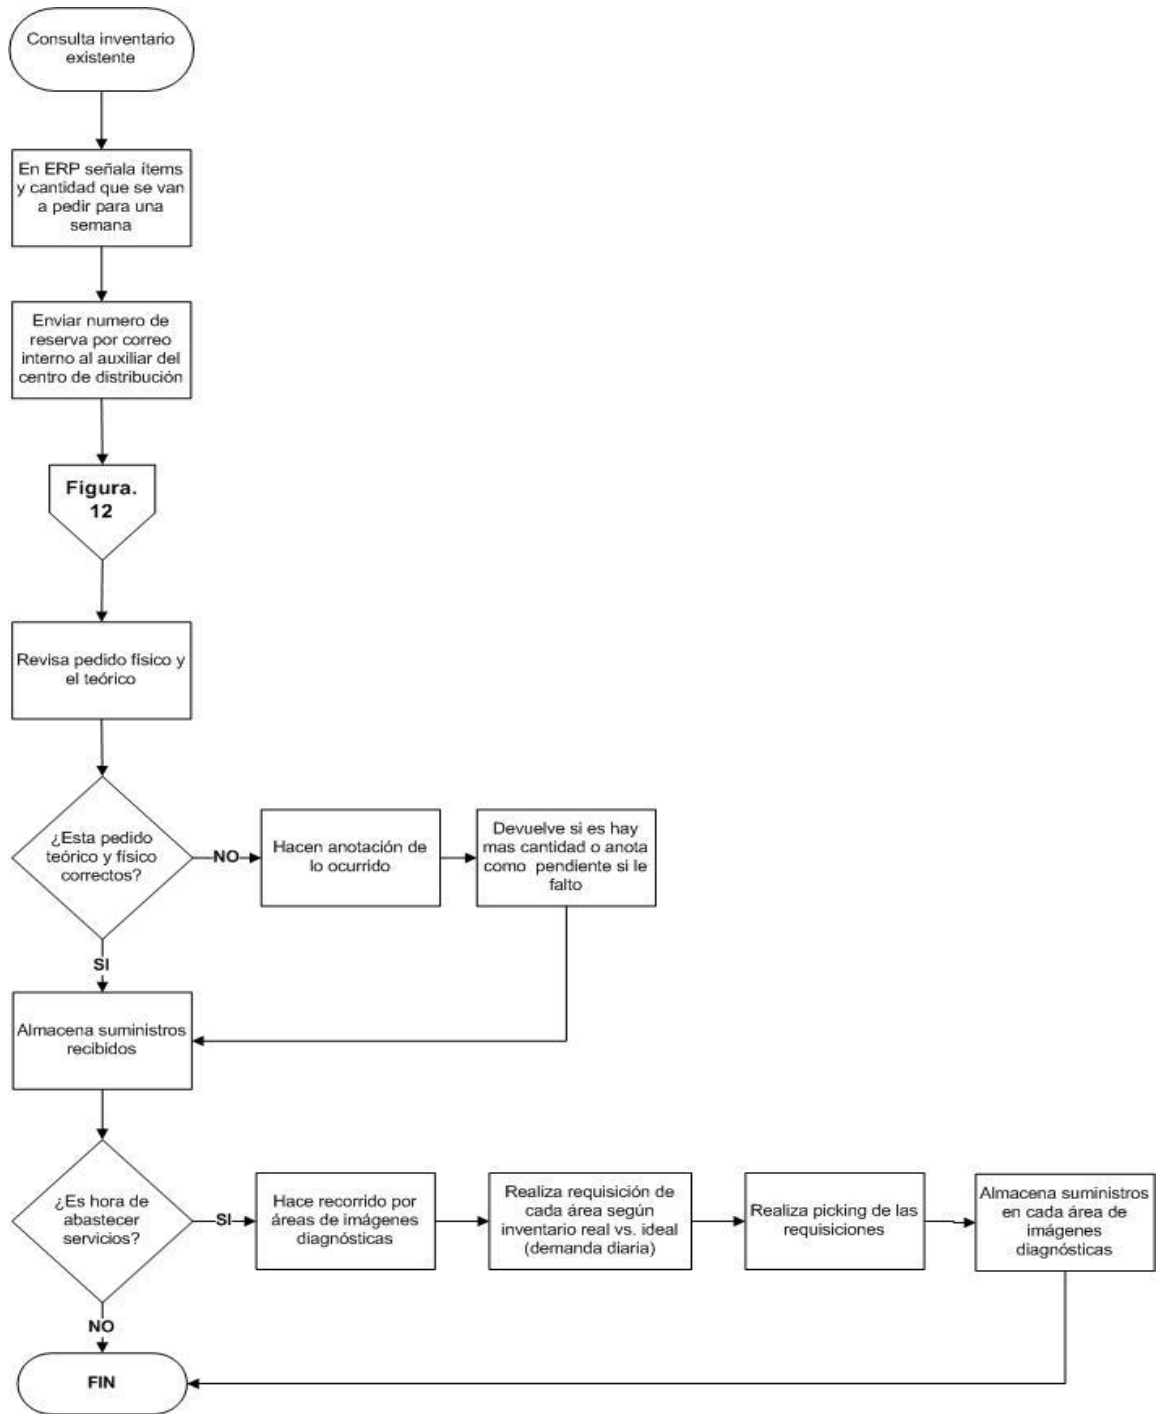 Consulta inventario
existente
En ERP señala ítems
y cantidad que se van
a pedir para una
semana
Enviar numero de
reserva por correo
interno al auxiliar del
centro de distribución
Figura.
12
Revisa pedido físico y
el teórico
¿Esta pedido
teórico y físico
correctos?
NO
Hacen anotación de
lo ocurrido
Devuelve si es hay
mas cantidad o anota
como pendiente si le
falto
SI
Almacena suministros
recibidos
¿Es hora de
abastecer
servicios?
SI
Hace recorrido por
áreas de imágenes
diagnósticas
Realiza requisición de
cada área según
inventario real vs. ideal
(demanda diaria)
Realiza picking de las
requisiciones
Almacena suministros
en cada área de
imágenes
diagnósticas
NO
FIN